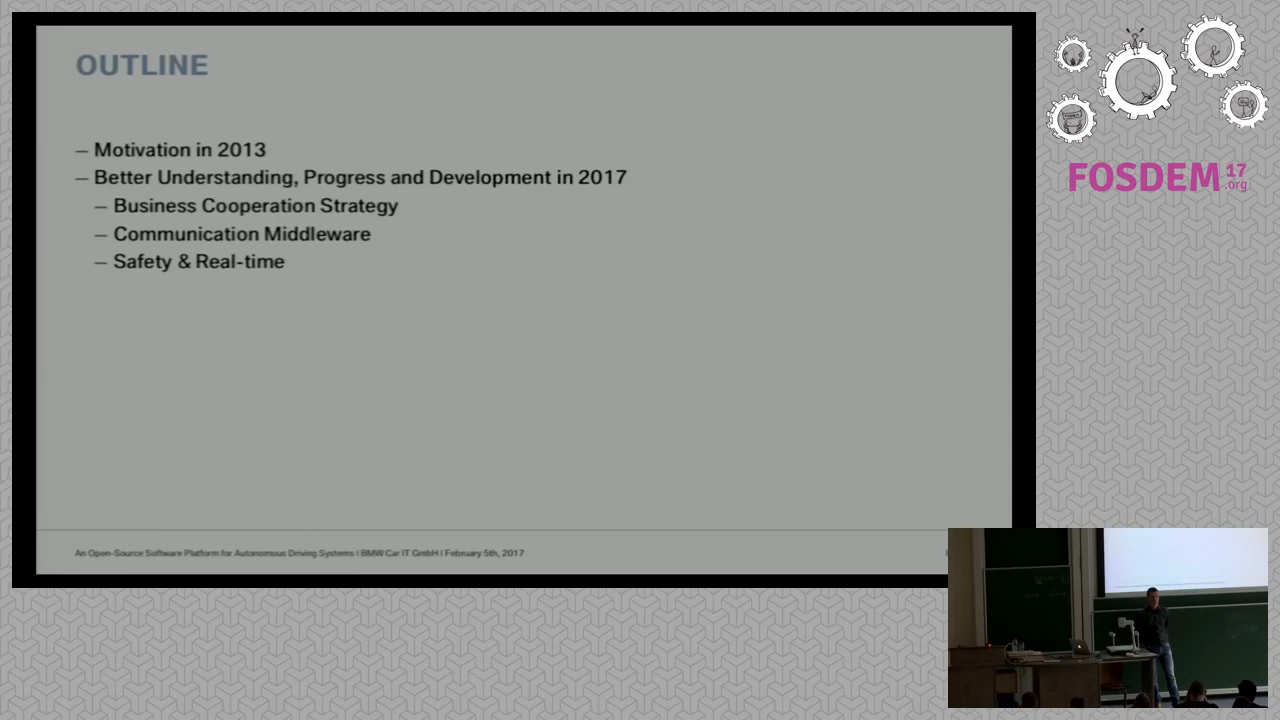 OUTLINE
– Motivation in 2013
– Better Understanding, Progress and Development in 2017
– Business Cooperation Strategy
– Communication Middleware
– Safety & Real-time
An Open-Source Software Platform for Autonomous Driving Systems I BMW Car IT GmbH I February 5th, 2017
FOSDEM 17
.org